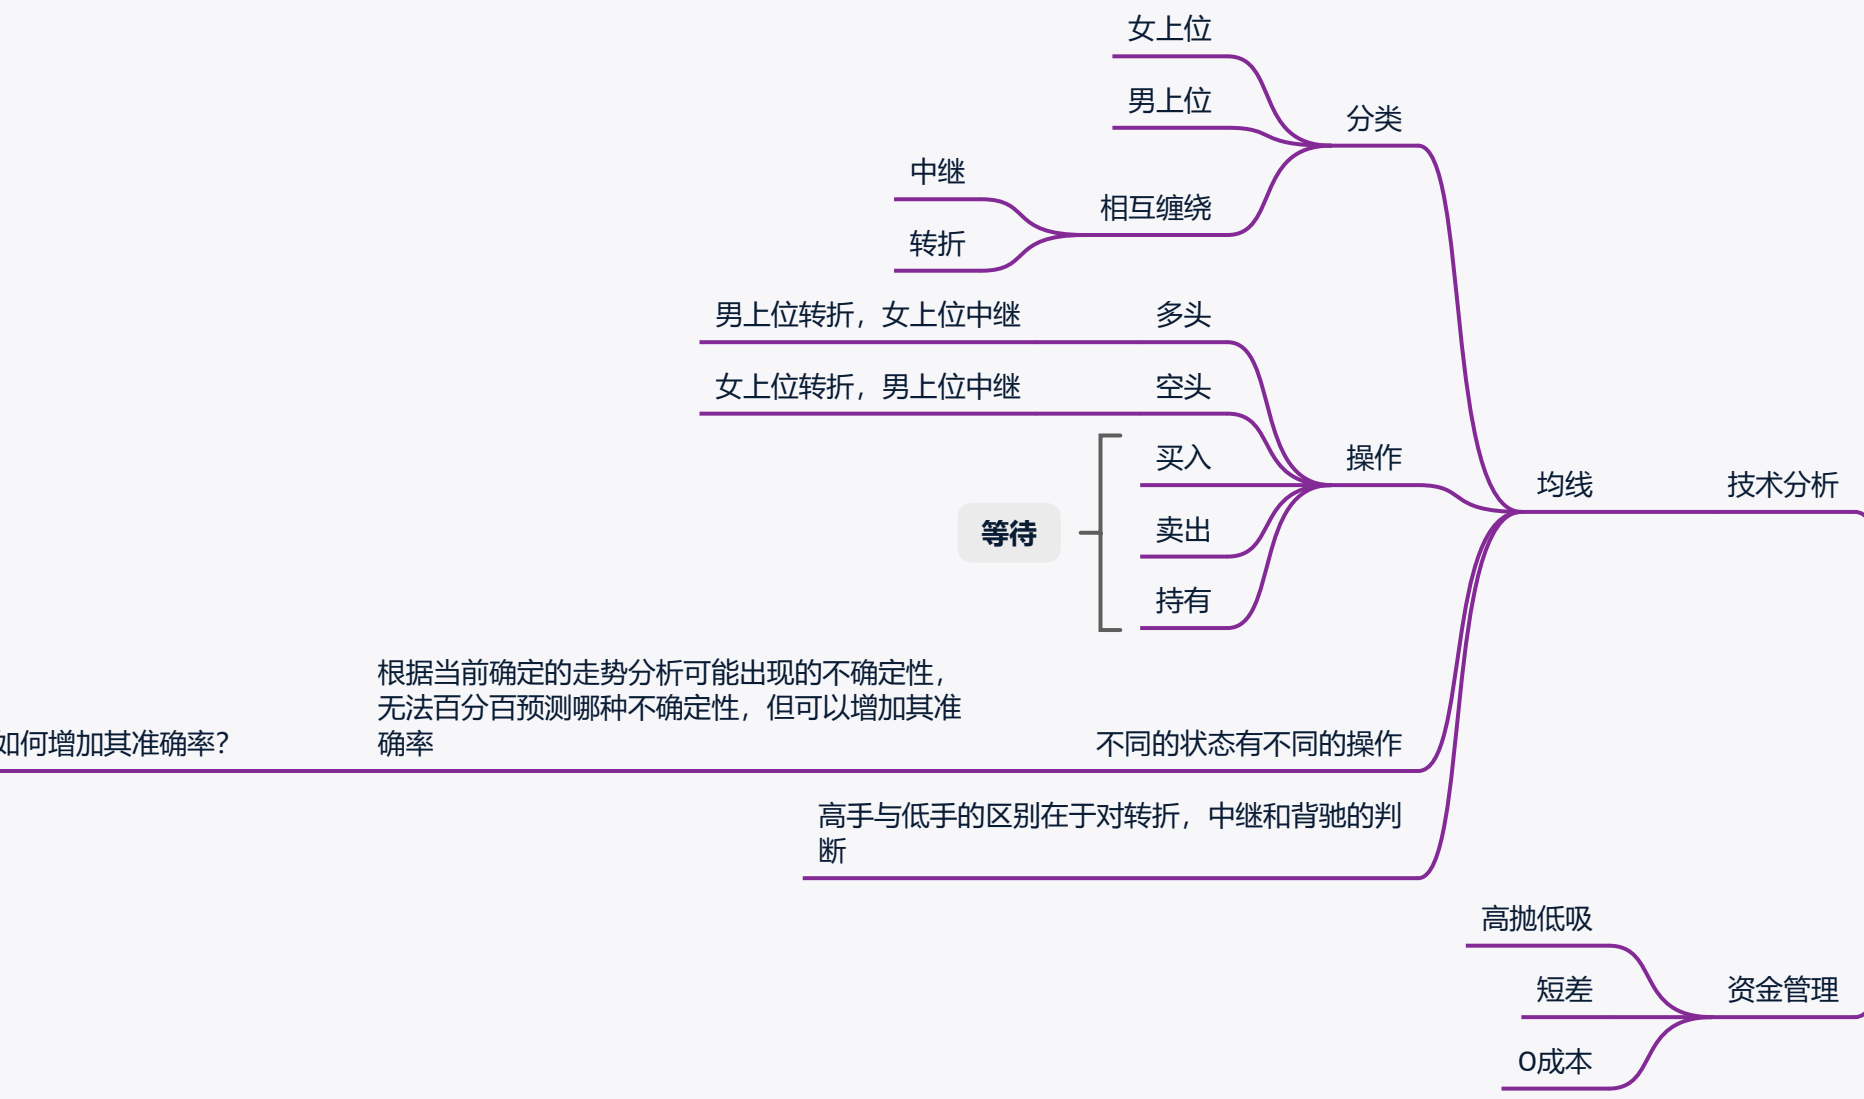 女上位
男上位
分类
中继
相互缠绕
转折
男上位转折，女上位中继
多头
女上位转折，男上位中继
空头
买入
操作
均线
技术分析
等待
卖出
持有
根据当前确定的走势分析可能出现的不确定性，
无法百分百预测哪种不确定性，但可以增加其准
确率
如何增加其准确率？
不同的状态有不同的操作
高手与低手的区别在于对转折，中继和背驰的判
断
高抛低吸
短差
资金管理
0成本